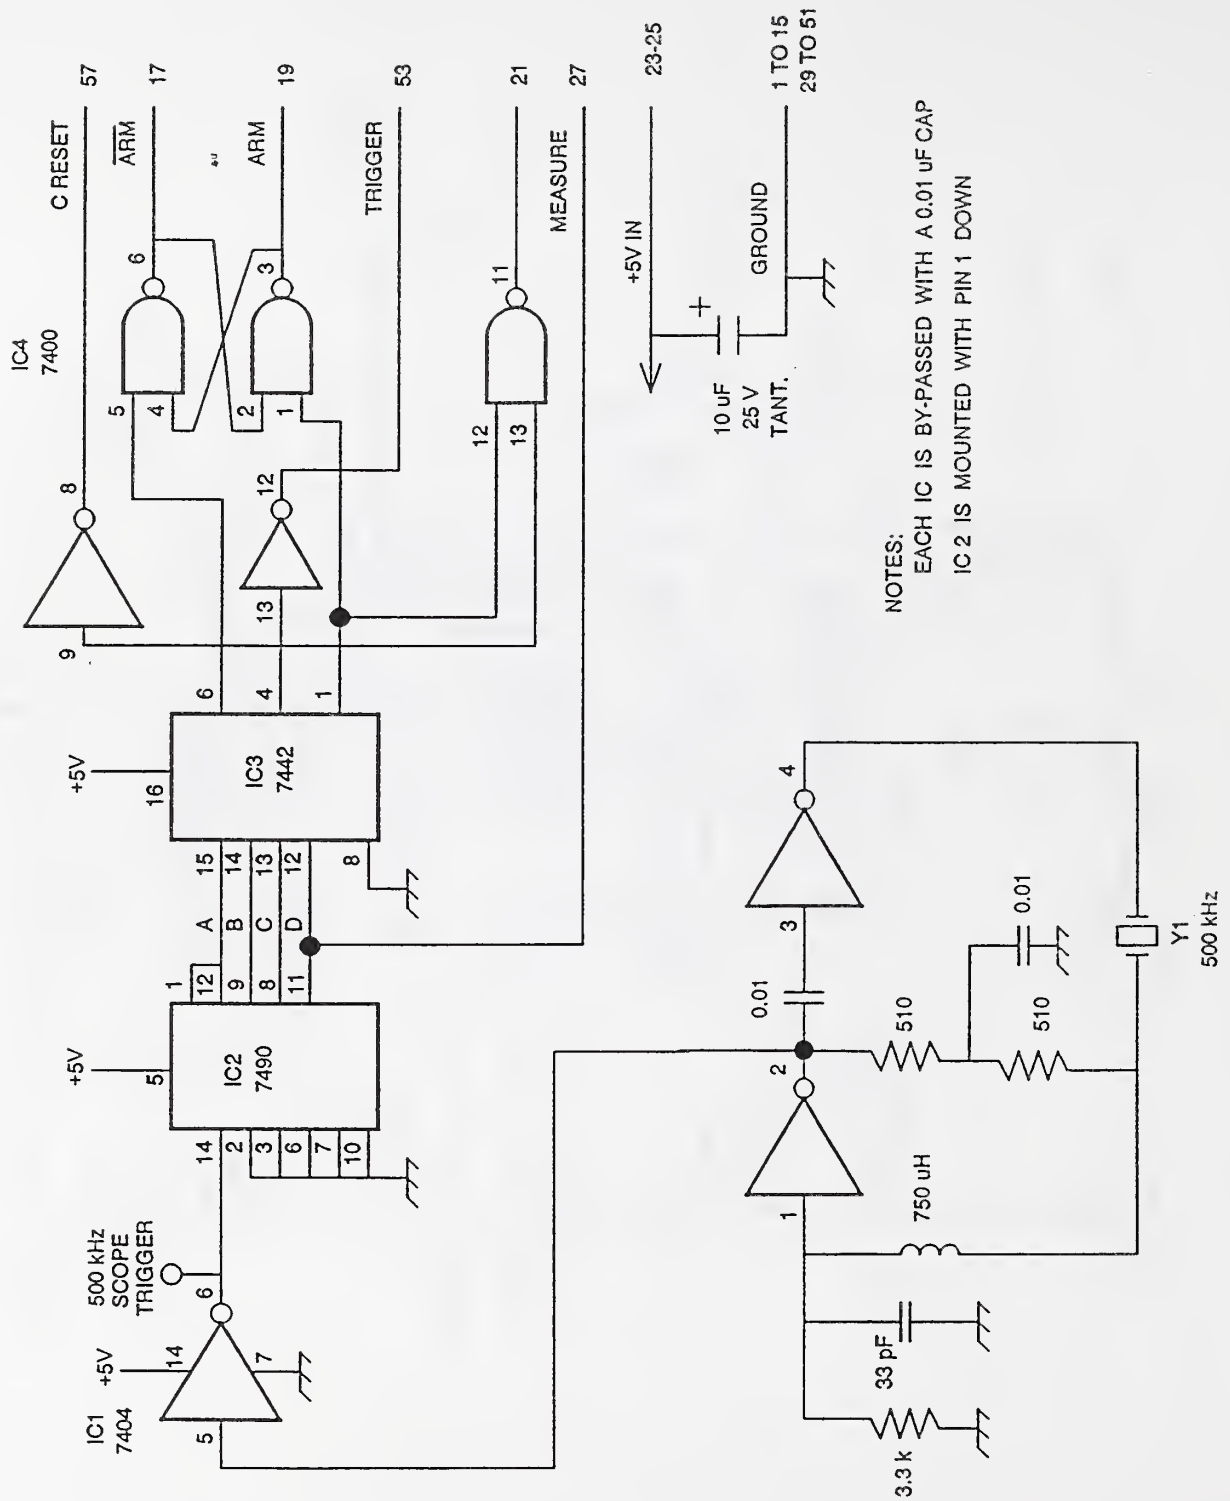 IC1
7404
+5V
14
7
5
6
500 kHz
SCOPE
TRIGGER
14
2
3
6
7
10
+5V
5
IC2
7490
1
12
9
8
11
A
B
C
D
15
14
13
12
8
+5V
16
IC3
7442
6
4
1
9
8
13
12
IC4
7400
5
4
6
2
1
3
12
13
11
C RESET
57
ARM
17
ARM
19
TRIGGER
53
21
MEASURE
27
+5V IN
23-25
+
10 uF
25 V
TANT.
GROUND
1 TO 15
29 TO 51
3.3 k
33 pF
1
2
750 uH
0.01
3
4
510
510
0.01
Y1
500 kHz
NOTES:
EACH IC IS BY-PASSED WITH A 0.01 uF CAP
IC 2 IS MOUNTED WITH PIN 1 DOWN